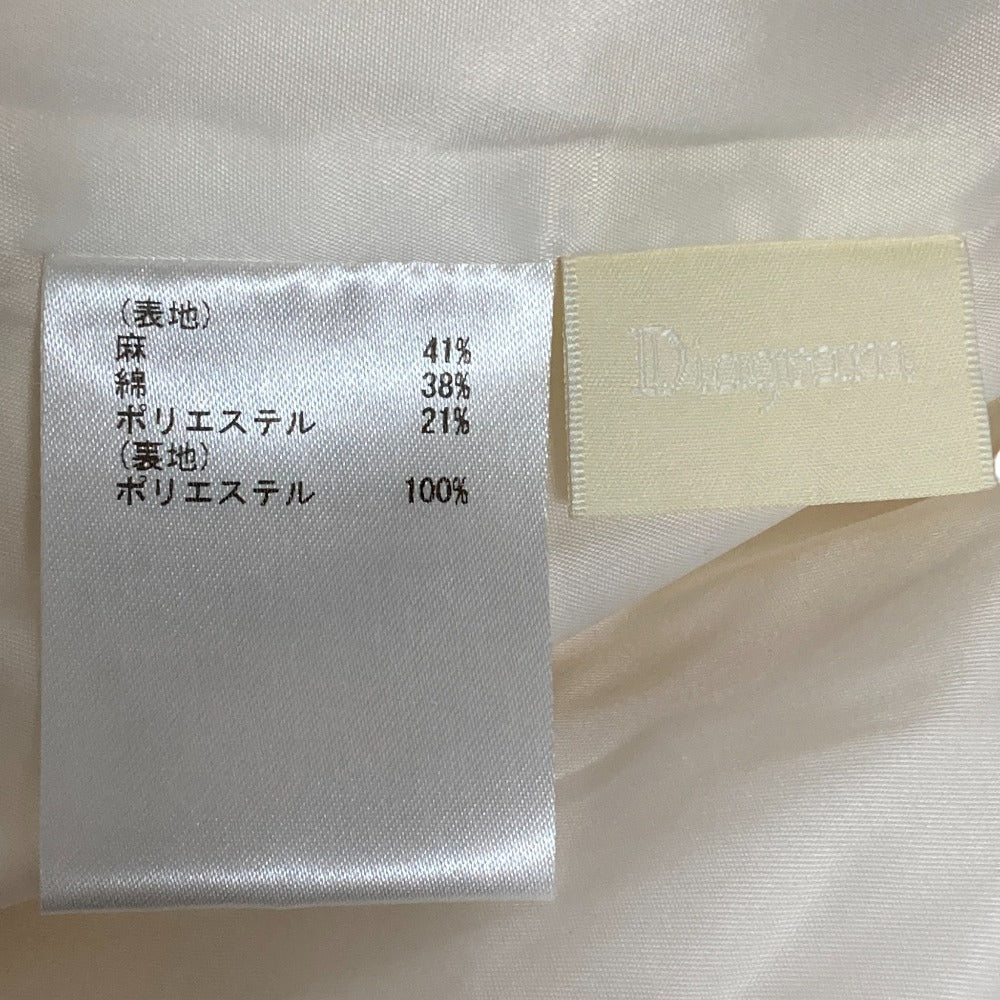 (表地)
麻 41%
綿 38%
ポリエステル 21%
(裏地)
ポリエステル 100%